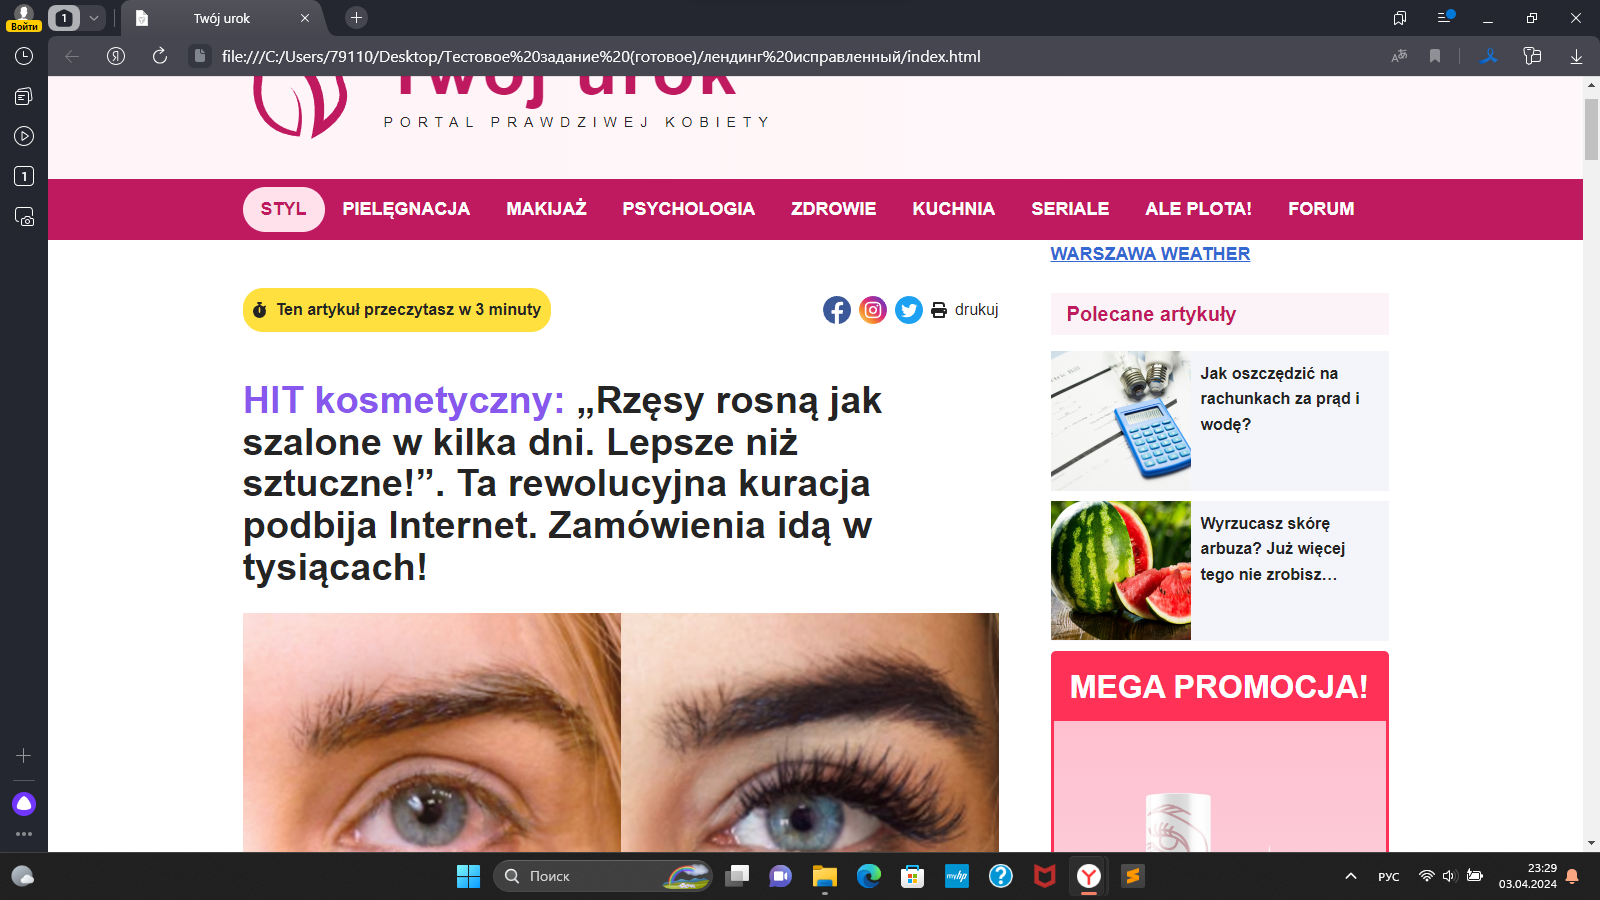 Войти
1
Twój urok
file:///C:/Users/79110/Desktop/Тестовое%20задание%20(готовое)/лендинг%20исправленный/index.html
1
Twój urok
PORTAL PRAWDZIWEJ KOBIETY
STYL PIELĘGNACJA MAKIJAŻ PSYCHOLOGIA ZDROWIE KUCHNIA SERIALE ALE PLOTA! FORUM
WARSZAWA WEATHER
Ten artykuł przeczytasz w 3 minuty
drukuj
HIT kosmetyczny: „Rzęsy rosną jak
szalone w kilka dni. Lepsze niż
sztuczne!”. Ta rewolucyjna kuracja
podbija Internet. Zamówienia idą w
tysiącach!
Polecane artykuły
Jak oszczędzić na
rachunkach za prąd i
wodę?
Wyrzucasz skórę
arbuza? Już więcej
tego nie zrobisz...
MEGA PROMOCJA!
Поиск
myhp
РУС
23:29
03.04.2024